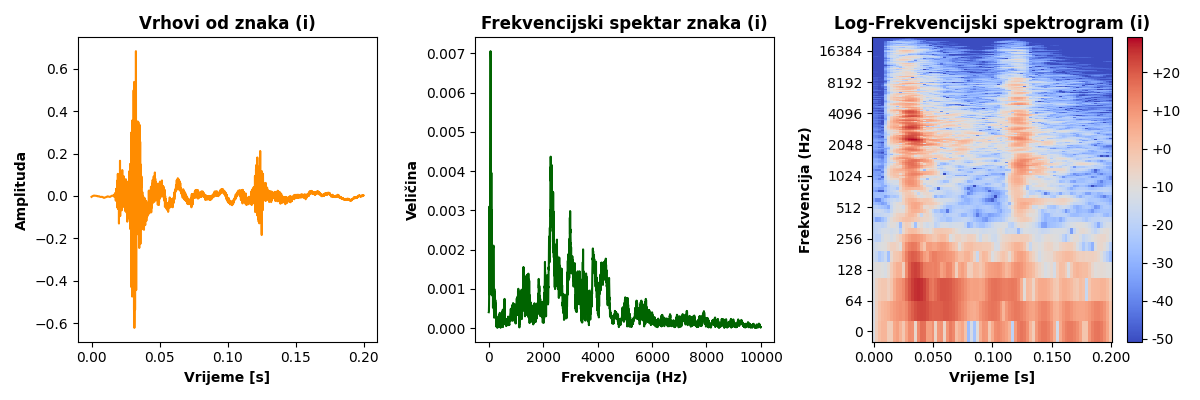 Vrhovi od znaka (i)
Amplituda
0.6
0.4
0.2
0.0
−0.2
−0.4
−0.6
0.00 0.05 0.10 0.15 0.20
Vrijeme [s]
Frekvencijski spektar znaka (i)
Veličina
0.007
0.006
0.005
0.004
0.003
0.002
0.001
0.000
0 2000 4000 6000 8000 10000
Frekvencija (Hz)
Log-Frekvencijski spektrogram (i)
Frekvencija (Hz)
16384
8192
4096
2048
1024
512
256
128
64
0
0.000 0.050 0.100 0.150 0.200
Vrijeme [s]
+20
+10
+0
-10
-20
-30
-40
-50